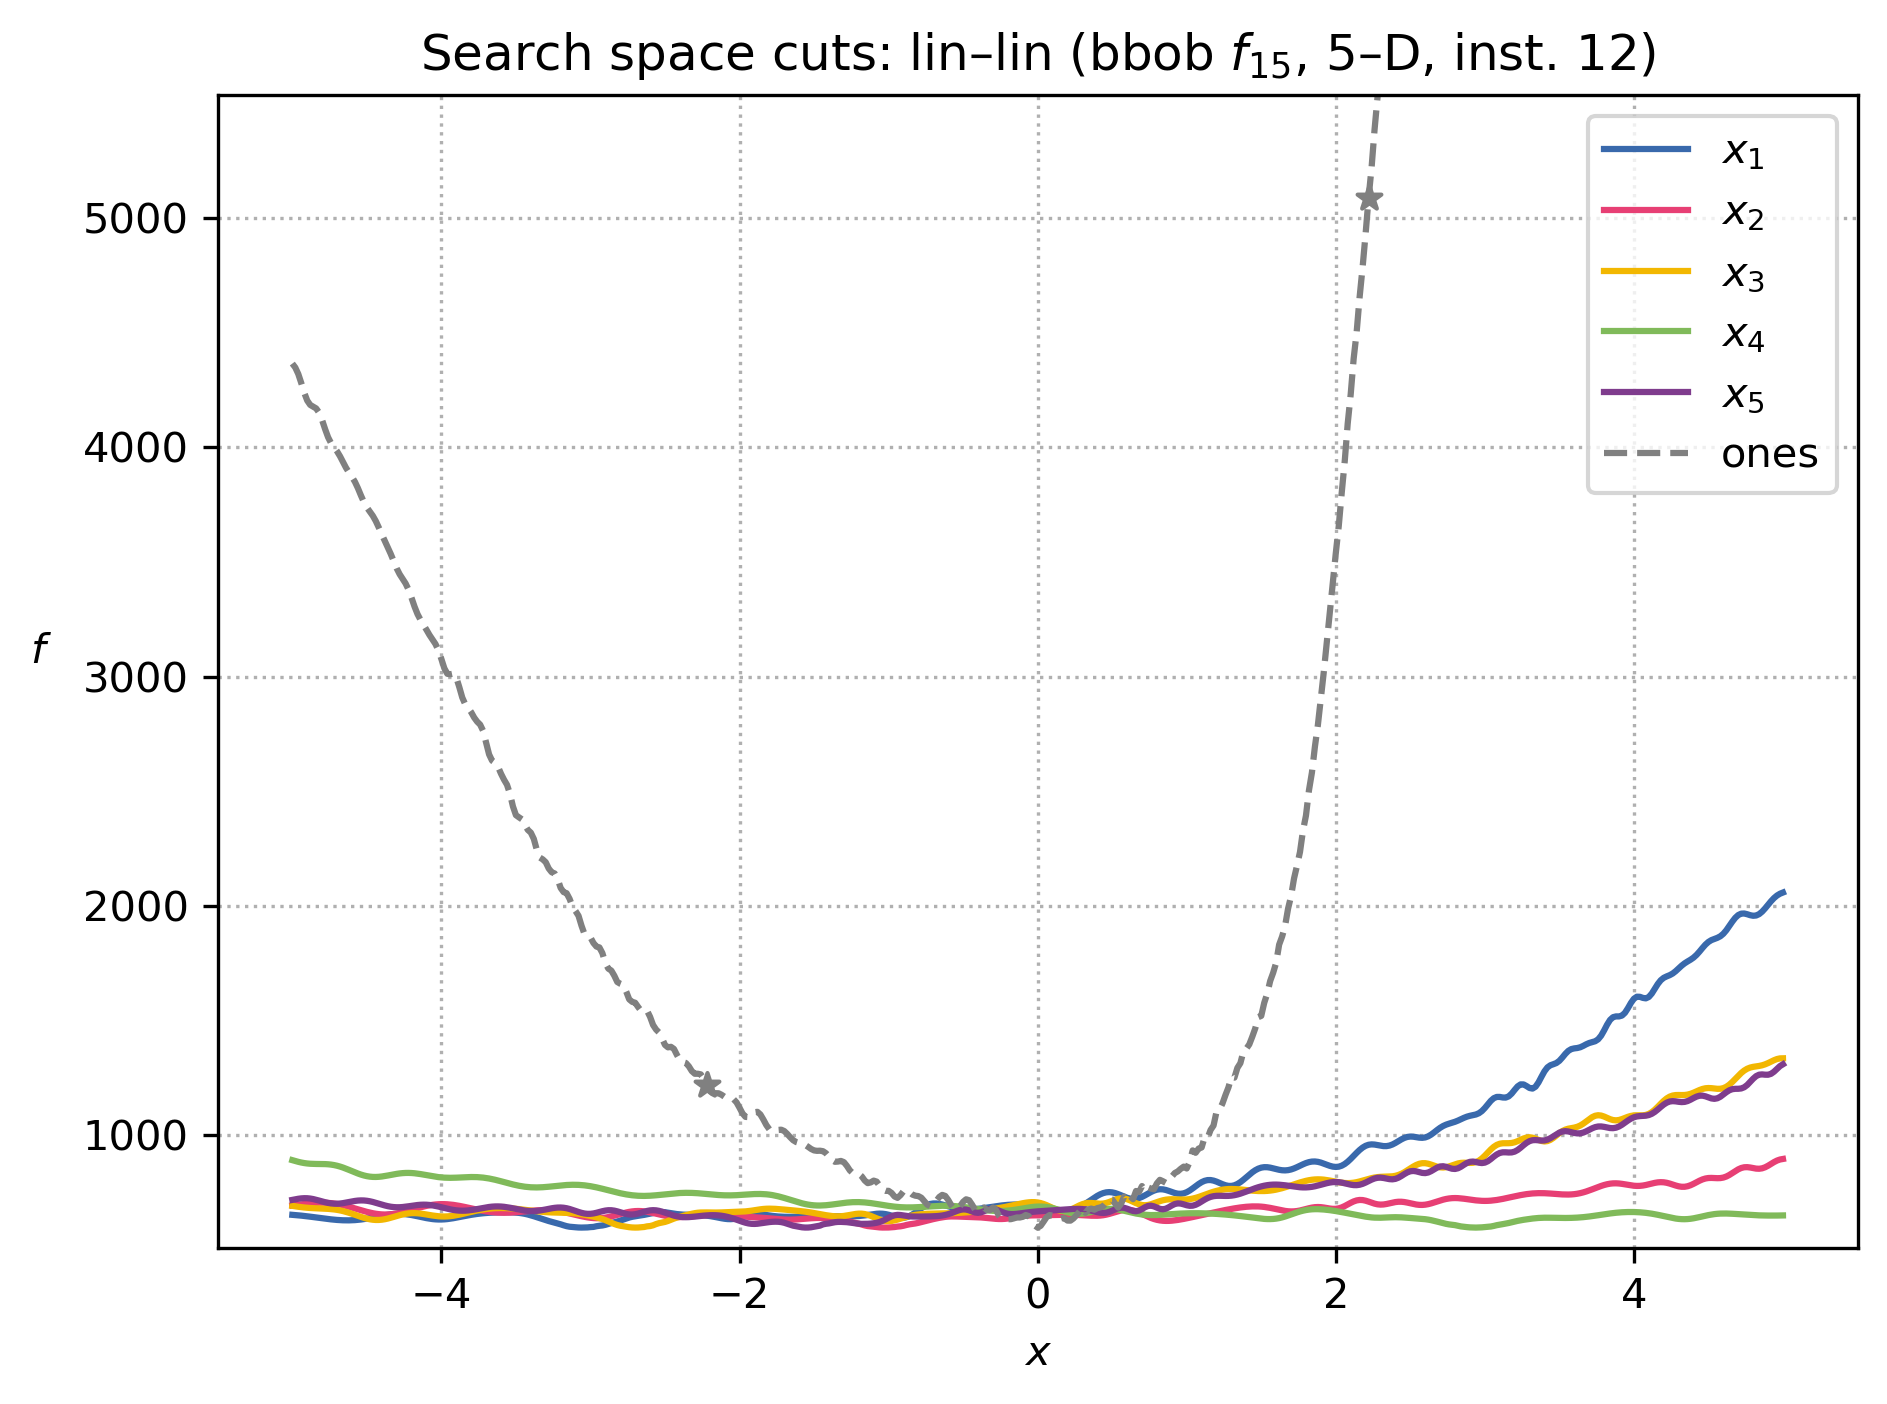 Search space cuts: lin–lin (bbob f₁₅, 5–D, inst. 12)
x₁
x₂
x₃
x₄
x₅
ones
5000
4000
f
3000
2000
1000
−4 −2 0 2 4
x